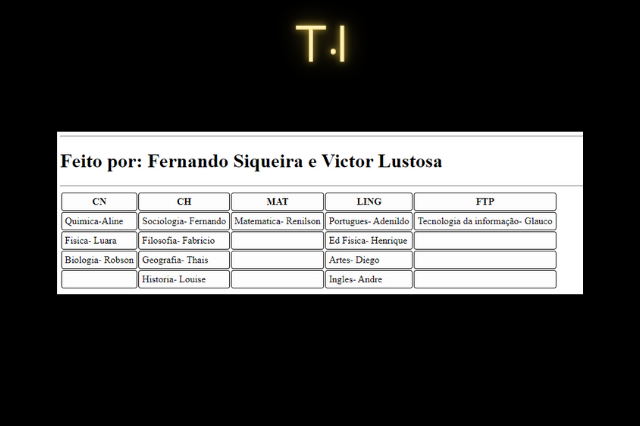 T.I
Feito por: Fernando Siqueira e Victor Lustosa
CN CH MAT LING FTP
Quimica-Aline Sociologia- Fernando Matematica- Renilson Portugues- Adenildo Tecnologia da informação- Glauco
Fisica- Luara Filosofia- Fabricio Ed Fisica- Henrique
Biologia- Robson Geografia- Thais Artes- Diego
Historia- Louise Ingles- Andre